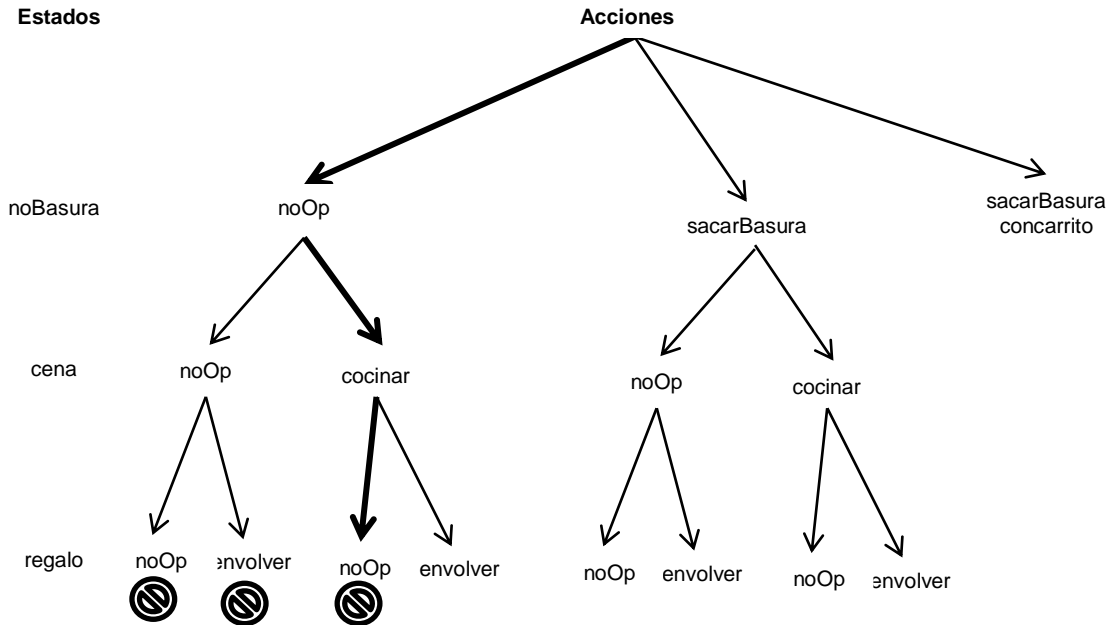 Estados
Acciones
noBasura
noOp
sacarBasura
sacarBasura
concarrito
cena
noOp
cocinar
noOp
cocinar
regalo
noOp
envolver
noOp
envolver
noOp
envolver
noOp
envolver